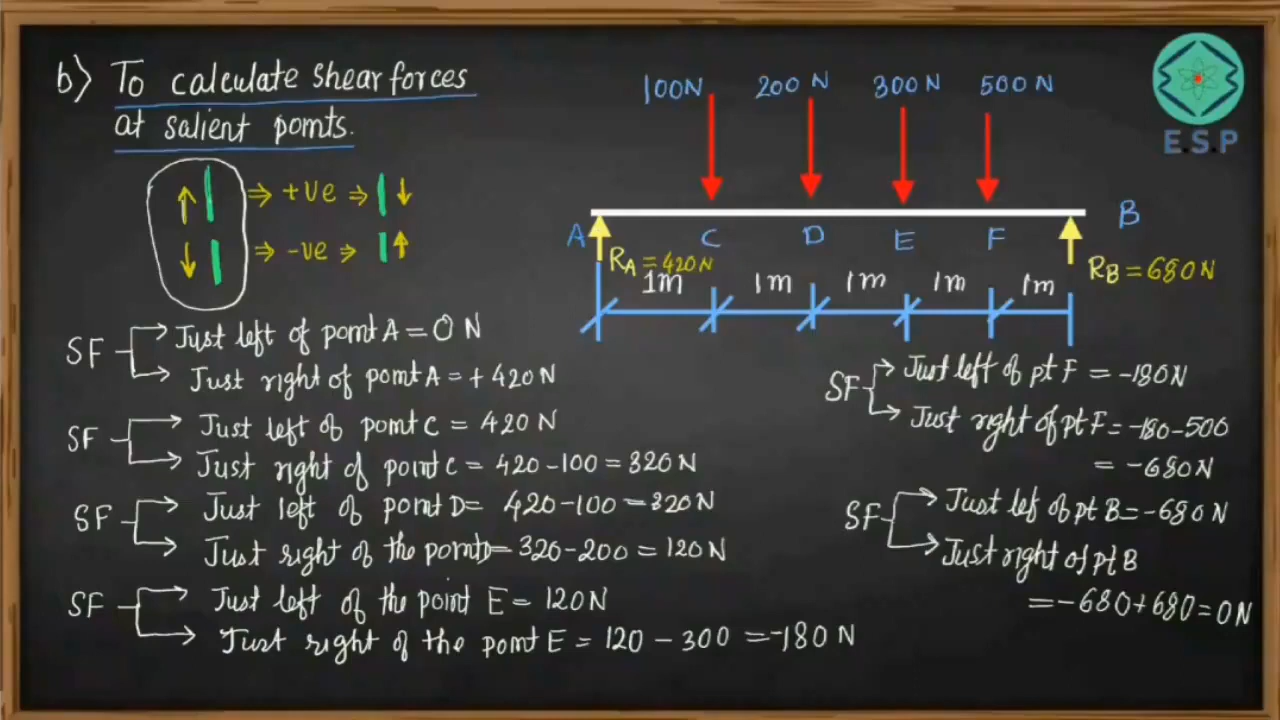 b) To calculate shear forces
at salient points.
⇒ +ve ⇒
⇒ -ve ⇒
100N 200 N 300 N 500 N
E.S.P
A C D E F B
RA = 420N
RB = 680N
1m 1m 1m 1m 1m
SF
Just left of point A = 0 N
Just right of point A = + 420 N
SF
Just left of point C = 420 N
Just right of point C = 420 - 100 = 320 N
SF
Just left of point D = 420 - 100 = 320 N
Just right of the point D = 320 - 200 = 120 N
SF
Just left of the point E = 120 N
Just right of the point E = 120 - 300 = -180 N
SF
Just left of pt F = -180N
Just right of pt F = -180-500
= -680N
SF
Just lef of pt B = -680 N
Just right of pt B
= -680+680 = 0N